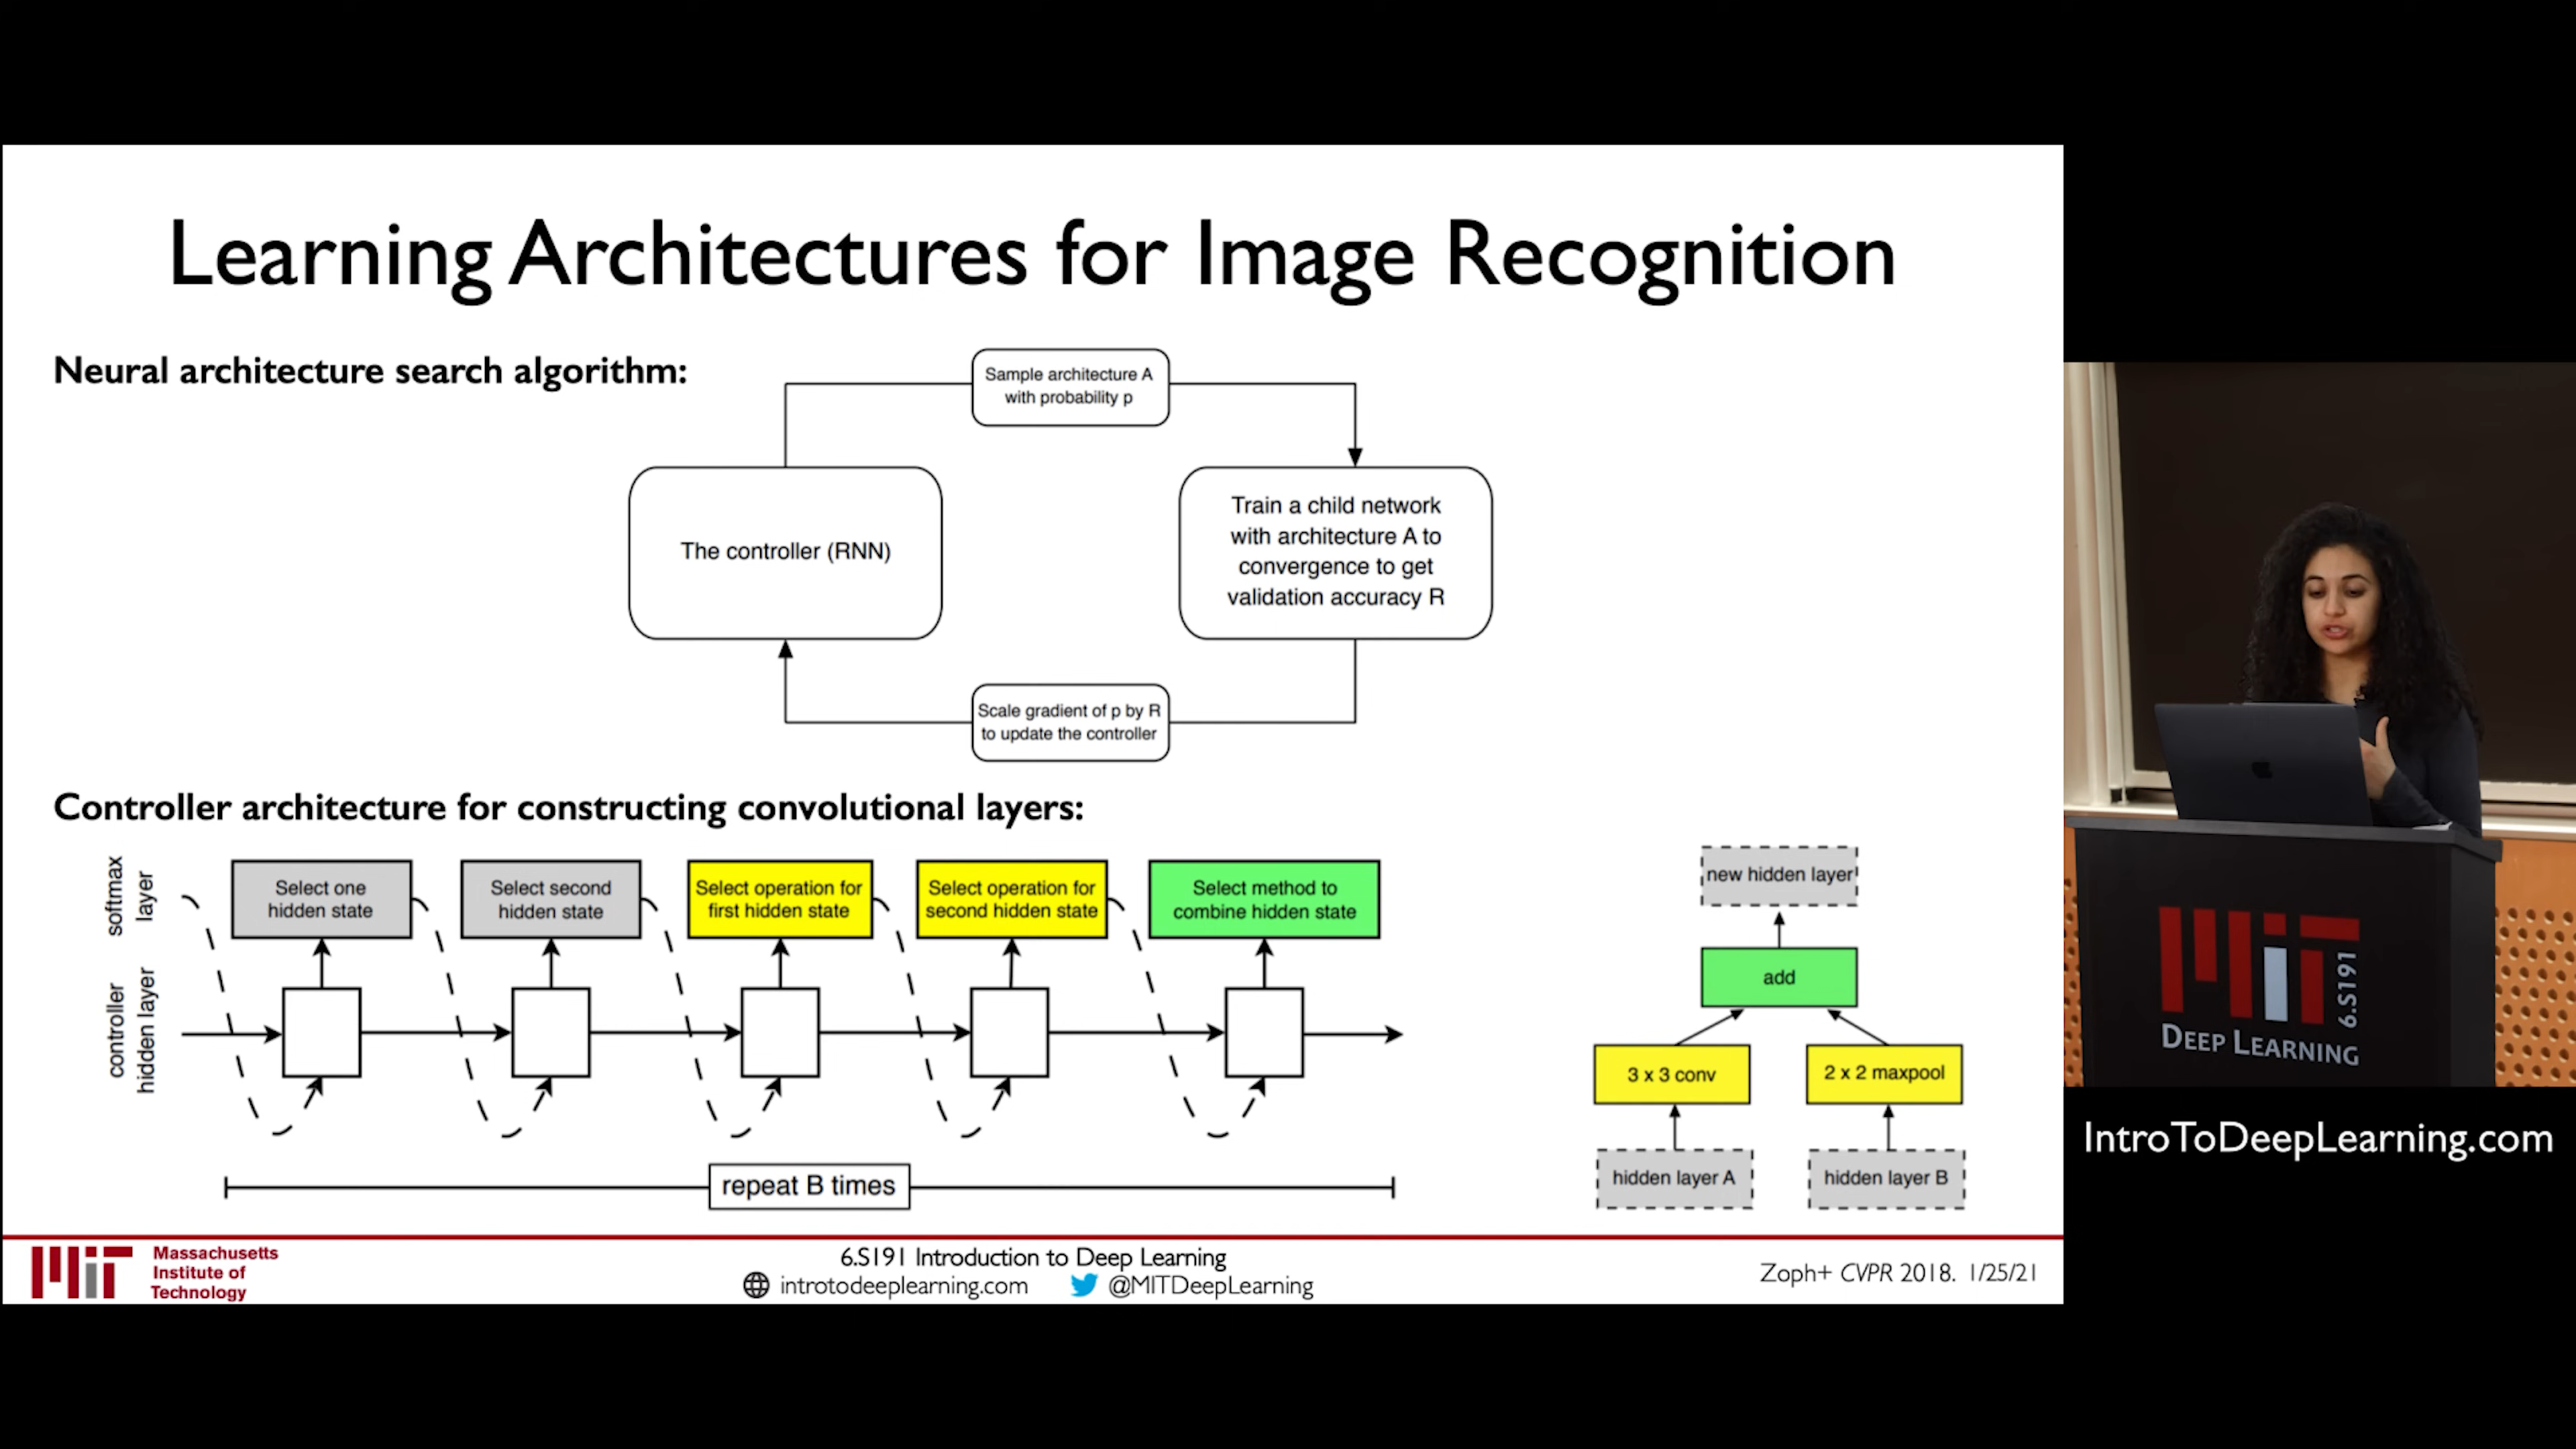 Learning Architectures for Image Recognition
Neural architecture search algorithm:
Sample architecture A
with probability p
The controller (RNN)
Train a child network
with architecture A to
convergence to get
validation accuracy R
Scale gradient of p by R
to update the controller
Controller architecture for constructing convolutional layers:
softmax
layer
controller
hidden layer
Select one
hidden state
Select second
hidden state
Select operation for
first hidden state
Select operation for
second hidden state
Select method to
combine hidden state
repeat B times
new hidden layer
add
3 x 3 conv
2 x 2 maxpool
hidden layer A
hidden layer B
Massachusetts
Institute of
Technology
6.S191 Introduction to Deep Learning
introtodeeplearning.com
@MITDeepLearning
Zoph+ CVPR 2018. 1/25/21
MIT
6.S191
DEEP LEARNING
IntroToDeepLearning.com